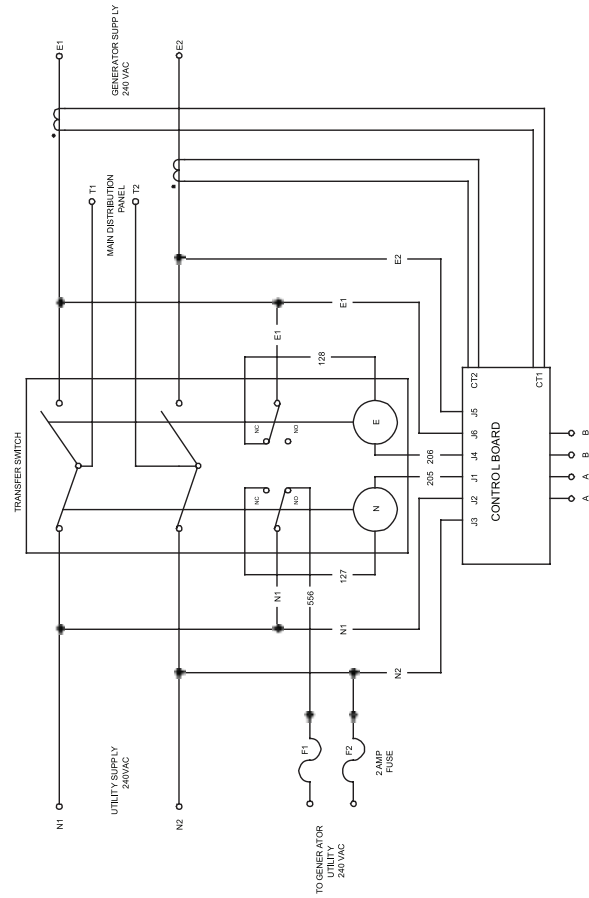 E1
GENERATOR SUPPLY
240 VAC
E2
T1
MAIN DISTRIBUTION
PANEL
T2
E2
E1
E1
128
TRANSFER SWITCH
NC
NO
E
NC
NO
N
206
205
127
N1
556
N1
N2
CT2
CT1
J5
J6
J4
J1
J2
J3
CONTROL BOARD
B
B
A
A
UTILITY SUPPLY
240VAC
N1
N2
F1
F2
2 AMP
FUSE
TO GENERATOR
UTILITY
240 VAC